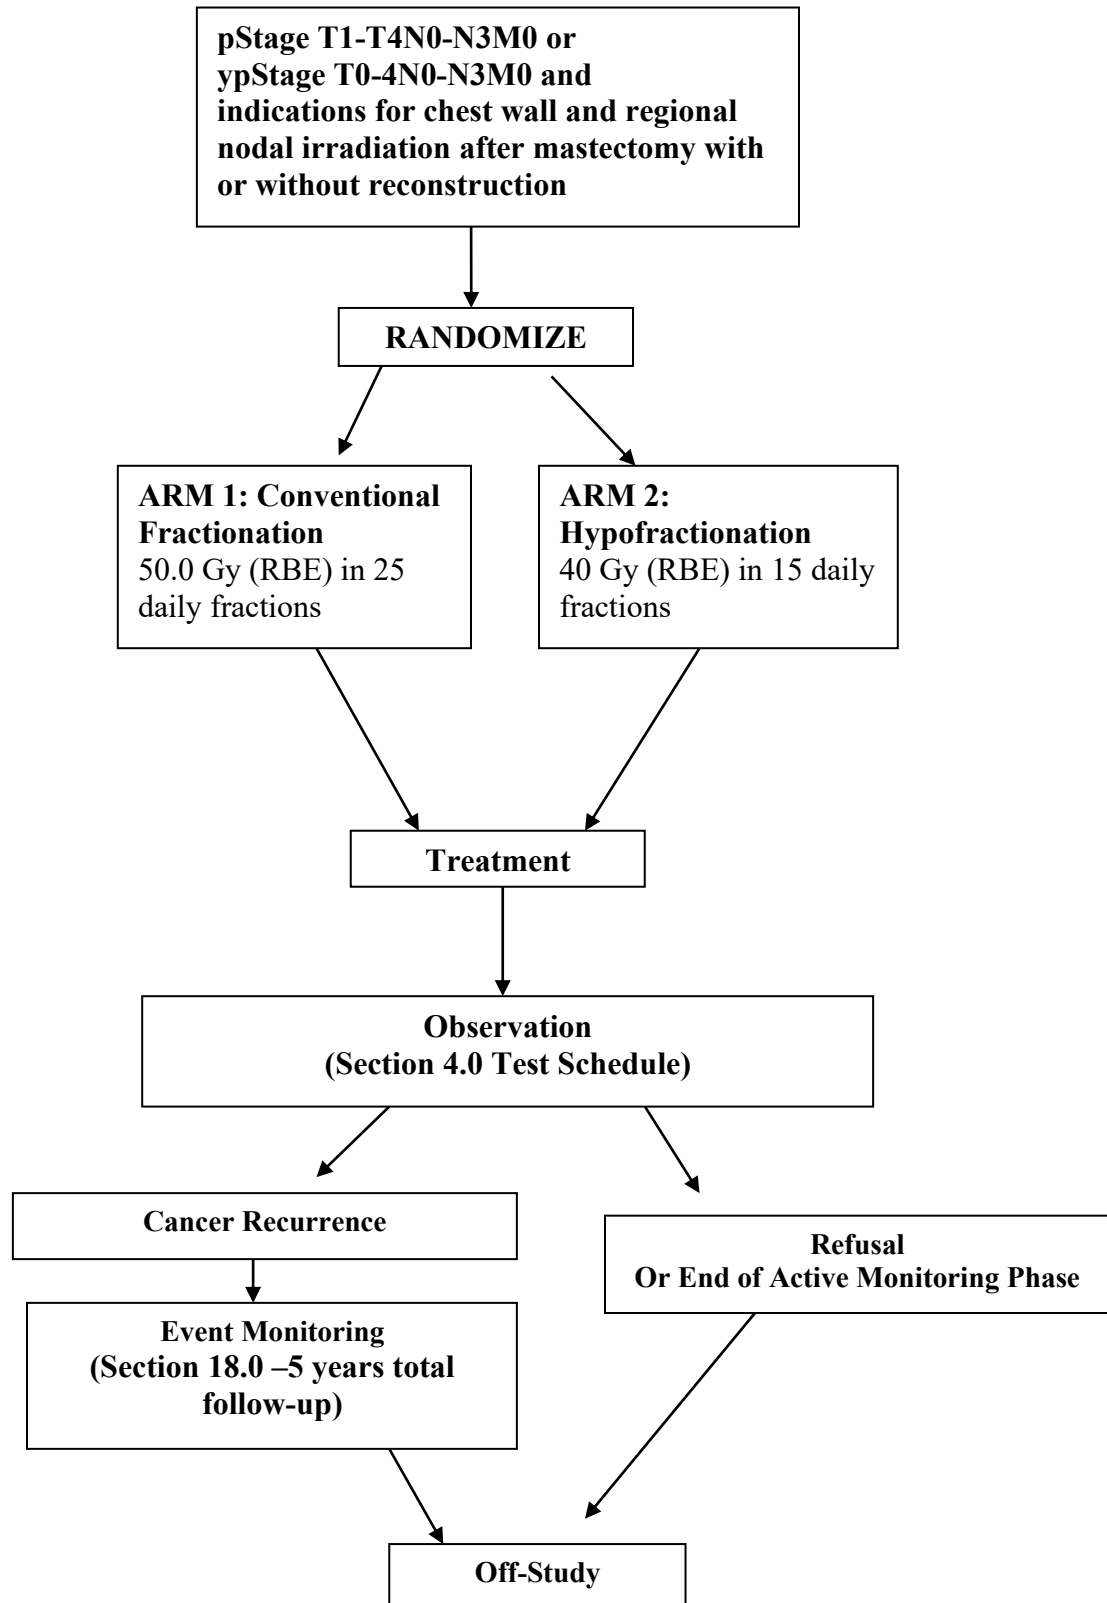 pStage T1-T4N0-N3M0 or
ypStage T0-4N0-N3M0 and
indications for chest wall and regional
nodal irradiation after mastectomy with
or without reconstruction
RANDOMIZE
ARM 1: Conventional
Fractionation
50.0 Gy (RBE) in 25
daily fractions
ARM 2:
Hypofractionation
40 Gy (RBE) in 15 daily
fractions
Treatment
Observation
(Section 4.0 Test Schedule)
Cancer Recurrence
Refusal
Or End of Active Monitoring Phase
Event Monitoring
(Section 18.0 –5 years total
follow-up)
Off-Study